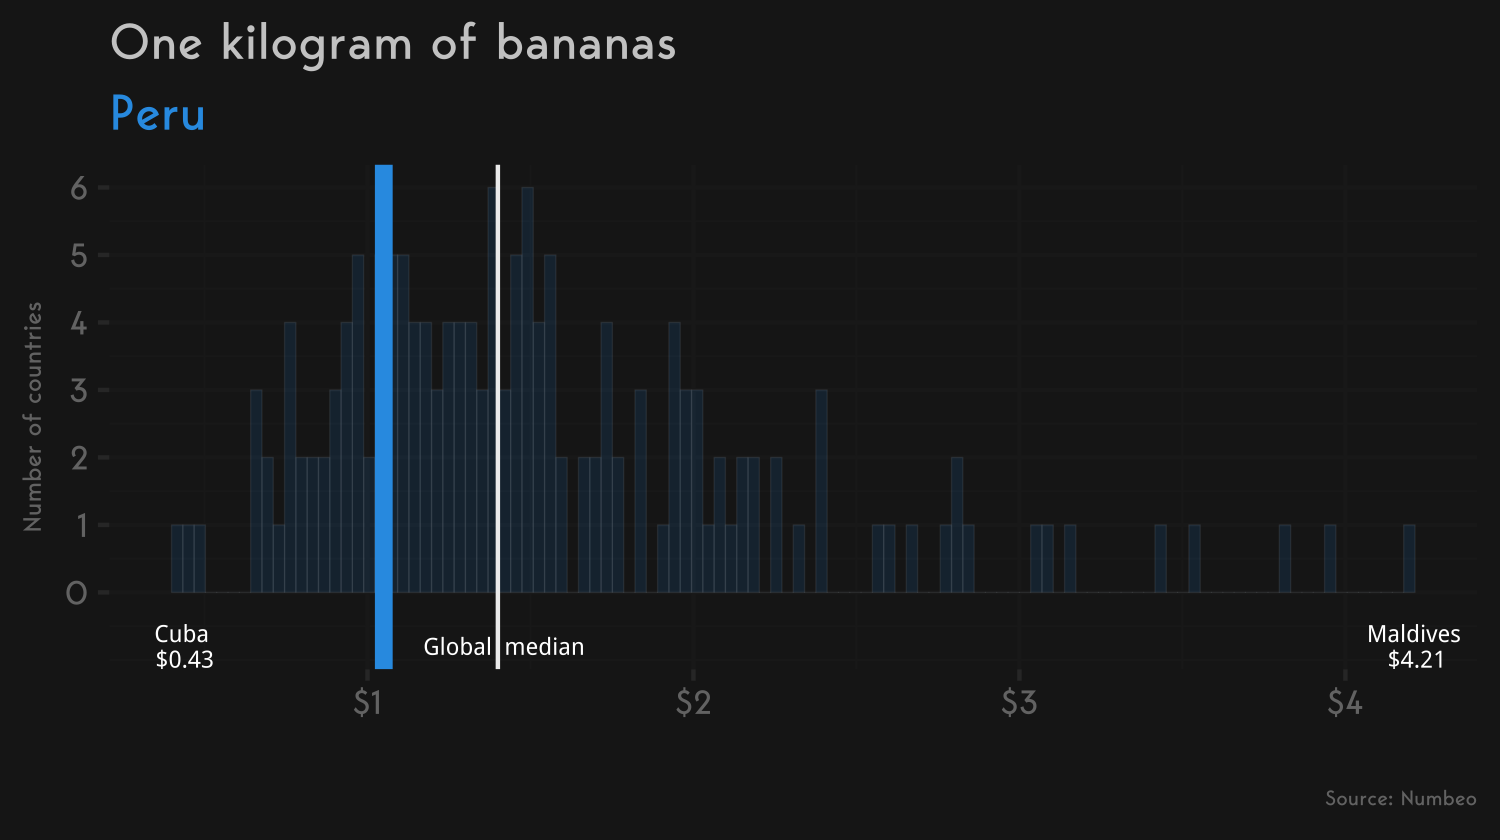 One kilogram of bananas
Peru
Number of countries
6
5
4
3
2
1
0
Cuba
$0.43
Global median
Maldives
$4.21
$1 $2 $3 $4
Source: Numbeo